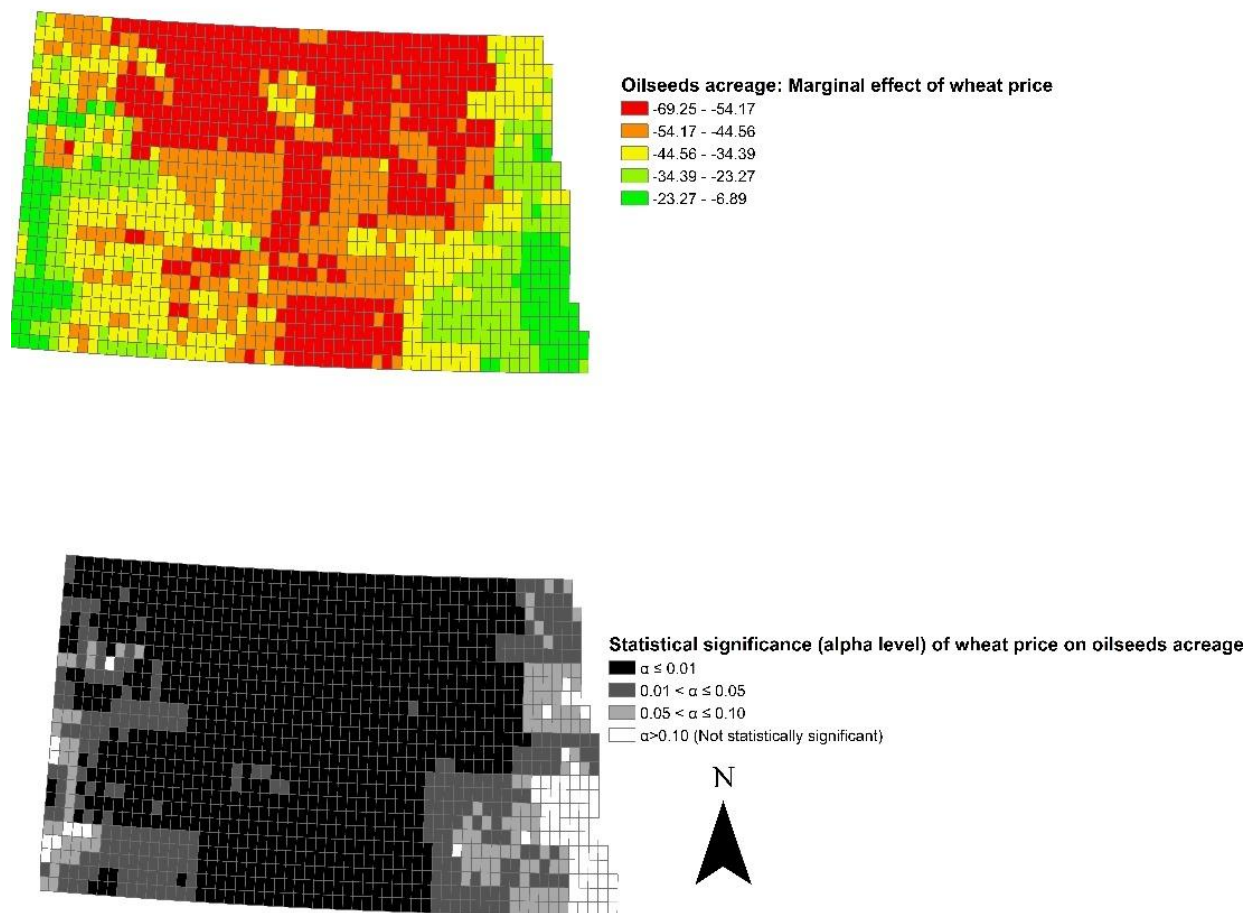 Oilseeds acreage: Marginal effect of wheat price
-69.25 - -54.17
-54.17 - -44.56
-44.56 - -34.39
-34.39 - -23.27
-23.27 - -6.89
Statistical significance (alpha level) of wheat price on oilseeds acreage
α ≤ 0.01
0.01 < α ≤ 0.05
0.05 < α ≤ 0.10
α>0.10 (Not statistically significant)
N